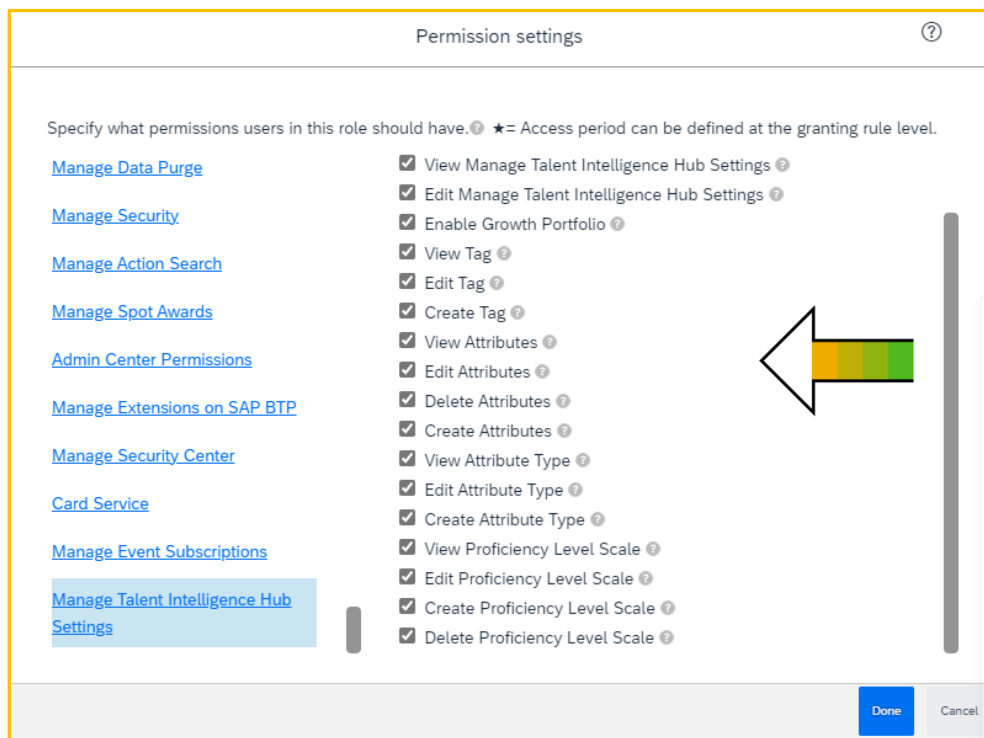 Permission settings
Specify what permissions users in this role should have. ★= Access period can be defined at the granting rule level.
Manage Data Purge
Manage Security
Manage Action Search
Manage Spot Awards
Admin Center Permissions
Manage Extensions on SAP BTP
Manage Security Center
Card Service
Manage Event Subscriptions
Manage Talent Intelligence Hub
Settings
View Manage Talent Intelligence Hub Settings
Edit Manage Talent Intelligence Hub Settings
Enable Growth Portfolio
View Tag
Edit Tag
Create Tag
View Attributes
Edit Attributes
Delete Attributes
Create Attributes
View Attribute Type
Edit Attribute Type
Create Attribute Type
View Proficiency Level Scale
Edit Proficiency Level Scale
Create Proficiency Level Scale
Delete Proficiency Level Scale
Done
Cancel